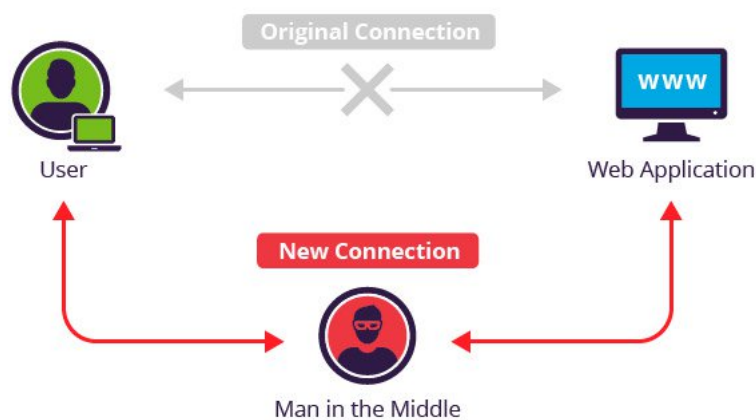 Original Connection
WWW
User
Web Application
New Connection
Man in the Middle